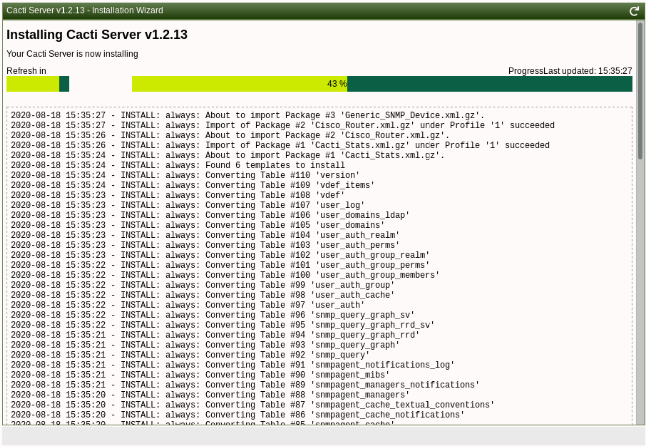 Cacti Server v1.2.13 - Installation Wizard
Installing Cacti Server v1.2.13
Your Cacti Server is now installing
Refresh in
ProgressLast updated: 15:35:27
43 %
2020-08-18 15:35:27 - INSTALL: always: About to import Package #3 'Generic_SNMP_Device.xml.gz'.
2020-08-18 15:35:27 - INSTALL: always: Import of Package #2 'Cisco_Router.xml.gz' under Profile '1' succeeded
2020-08-18 15:35:26 - INSTALL: always: About to import Package #2 'Cisco_Router.xml.gz'.
2020-08-18 15:35:26 - INSTALL: always: Import of Package #1 'Cacti_Stats.xml.gz' under Profile '1' succeeded
2020-08-18 15:35:24 - INSTALL: always: About to import Package #1 'Cacti_Stats.xml.gz'.
2020-08-18 15:35:24 - INSTALL: always: Found 6 templates to install
2020-08-18 15:35:24 - INSTALL: always: Converting Table #110 'version'
2020-08-18 15:35:24 - INSTALL: always: Converting Table #109 'vdef_items'
2020-08-18 15:35:23 - INSTALL: always: Converting Table #108 'vdef'
2020-08-18 15:35:23 - INSTALL: always: Converting Table #107 'user_log'
2020-08-18 15:35:23 - INSTALL: always: Converting Table #106 'user_domains_ldap'
2020-08-18 15:35:23 - INSTALL: always: Converting Table #105 'user_domains'
2020-08-18 15:35:23 - INSTALL: always: Converting Table #104 'user_auth_realm'
2020-08-18 15:35:23 - INSTALL: always: Converting Table #103 'user_auth_perms'
2020-08-18 15:35:23 - INSTALL: always: Converting Table #102 'user_auth_group_realm'
2020-08-18 15:35:22 - INSTALL: always: Converting Table #101 'user_auth_group_perms'
2020-08-18 15:35:22 - INSTALL: always: Converting Table #100 'user_auth_group_members'
2020-08-18 15:35:22 - INSTALL: always: Converting Table #99 'user_auth_group'
2020-08-18 15:35:22 - INSTALL: always: Converting Table #98 'user_auth_cache'
2020-08-18 15:35:22 - INSTALL: always: Converting Table #97 'user_auth'
2020-08-18 15:35:22 - INSTALL: always: Converting Table #96 'snmp_query_graph_sv'
2020-08-18 15:35:22 - INSTALL: always: Converting Table #95 'snmp_query_graph_rrd_sv'
2020-08-18 15:35:21 - INSTALL: always: Converting Table #94 'snmp_query_graph_rrd'
2020-08-18 15:35:21 - INSTALL: always: Converting Table #93 'snmp_query_graph'
2020-08-18 15:35:21 - INSTALL: always: Converting Table #92 'snmp_query'
2020-08-18 15:35:21 - INSTALL: always: Converting Table #91 'snmpagent_notifications_log'
2020-08-18 15:35:21 - INSTALL: always: Converting Table #90 'snmpagent_mibs'
2020-08-18 15:35:21 - INSTALL: always: Converting Table #89 'snmpagent_managers_notifications'
2020-08-18 15:35:20 - INSTALL: always: Converting Table #88 'snmpagent_managers'
2020-08-18 15:35:20 - INSTALL: always: Converting Table #87 'snmpagent_cache_textual_conventions'
2020-08-18 15:35:20 - INSTALL: always: Converting Table #86 'snmpagent_cache_notifications'
2020-08-18 15:35:20 - INSTALL: always: Converting Table #85 'snmpagent_cache'